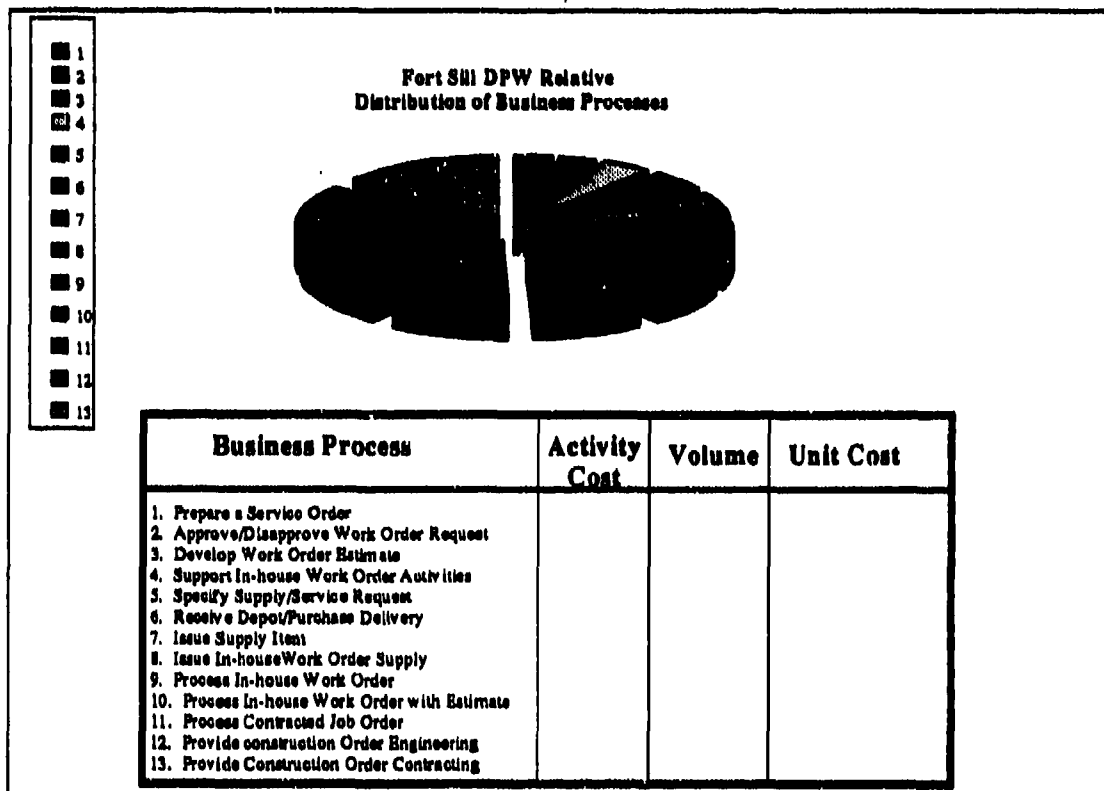 1
2
3
4
5
6
7
8
9
10
11
12
13
Fort Sill DPW Relative
Distribution of Business Processes
Business Process
Activity Cost
Volume
Unit Cost
1. Prepare a Service Order
2. Approve/Disapprove Work Order Request
3. Develop Work Order Estimate
4. Support In-house Work Order Activities
5. Specify Supply/Service Request
6. Receive Depot/Purchase Delivery
7. Issue Supply Item
8. Issue In-houseWork Order Supply
9. Process In-house Work Order
10. Process In-house Work Order with Estimate
11. Process Contracted Job Order
12. Provide construction Order Engineering
13. Provide Construction Order Contracting